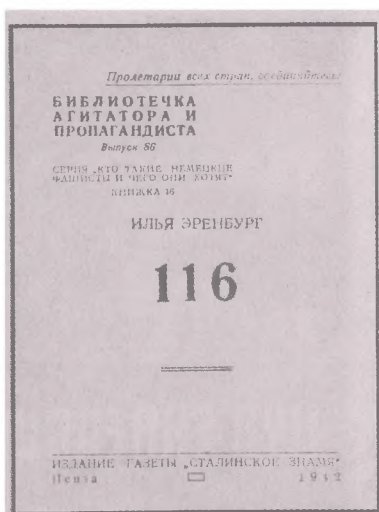 Пролетарии всех стран, соединяйтесь
БИБЛИОТЕЧКА
АГИТАТОРА И
ПРОПАГАНДИСТА
Выпуск 86
СЕРИЯ „КТО ТАКИЕ НЕМЕЦКИЕ
ФАШИСТЫ И ЧЕГО ОНИ ХОТЯТ"
КНИЖКА 16
ИЛЬЯ ЭРЕНБУРГ
116
ИЗДАНИЕ ГАЗЕТЫ „СТАЛИНСКОЕ ЗНАМЯ"
Пенза 1942